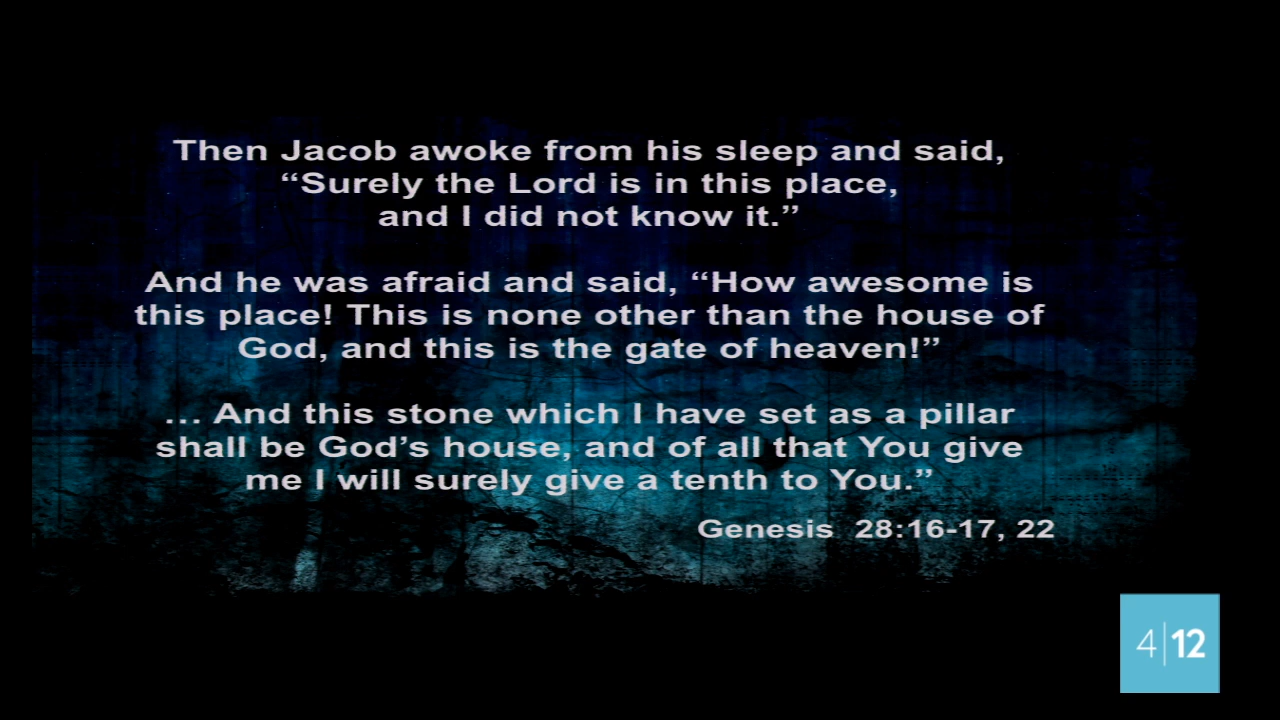 Then Jacob awoke from his sleep and said,
“Surely the Lord is in this place,
and I did not know it.”
And he was afraid and said, “How awesome is
this place! This is none other than the house of
God, and this is the gate of heaven!”
… And this stone which I have set as a pillar
shall be God’s house, and of all that You give
me I will surely give a tenth to You.”
Genesis 28:16-17, 22
4|12